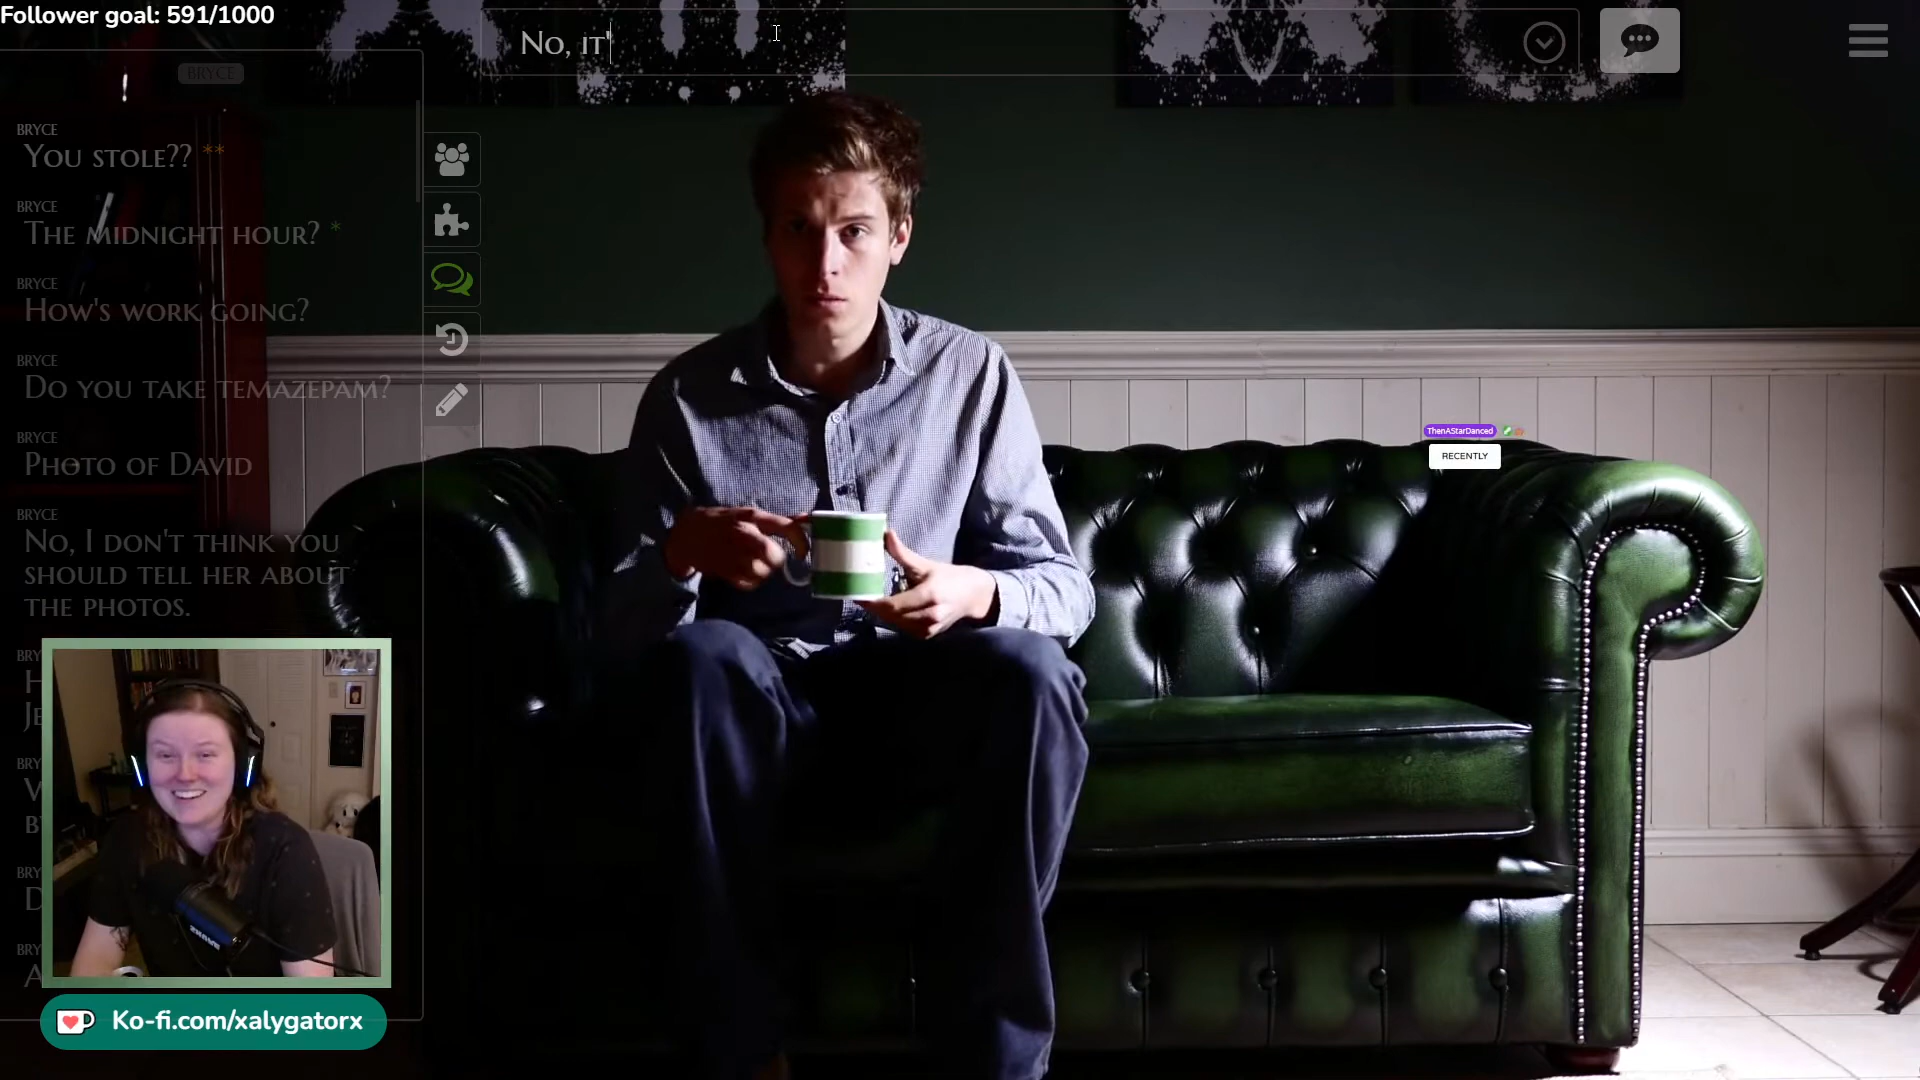 Follower goal: 591/1000
No, it'
BRYCE
BRYCE
You stole?? **
BRYCE
The midnight hour? *
BRYCE
How's work going?
BRYCE
Do you take temazepam?
BRYCE
Photo of David
BRYCE
No, I don't think you
should tell her about
the photos.
ThenAStarDanced
RECENTLY
Ko-fi.com/xalygatorx